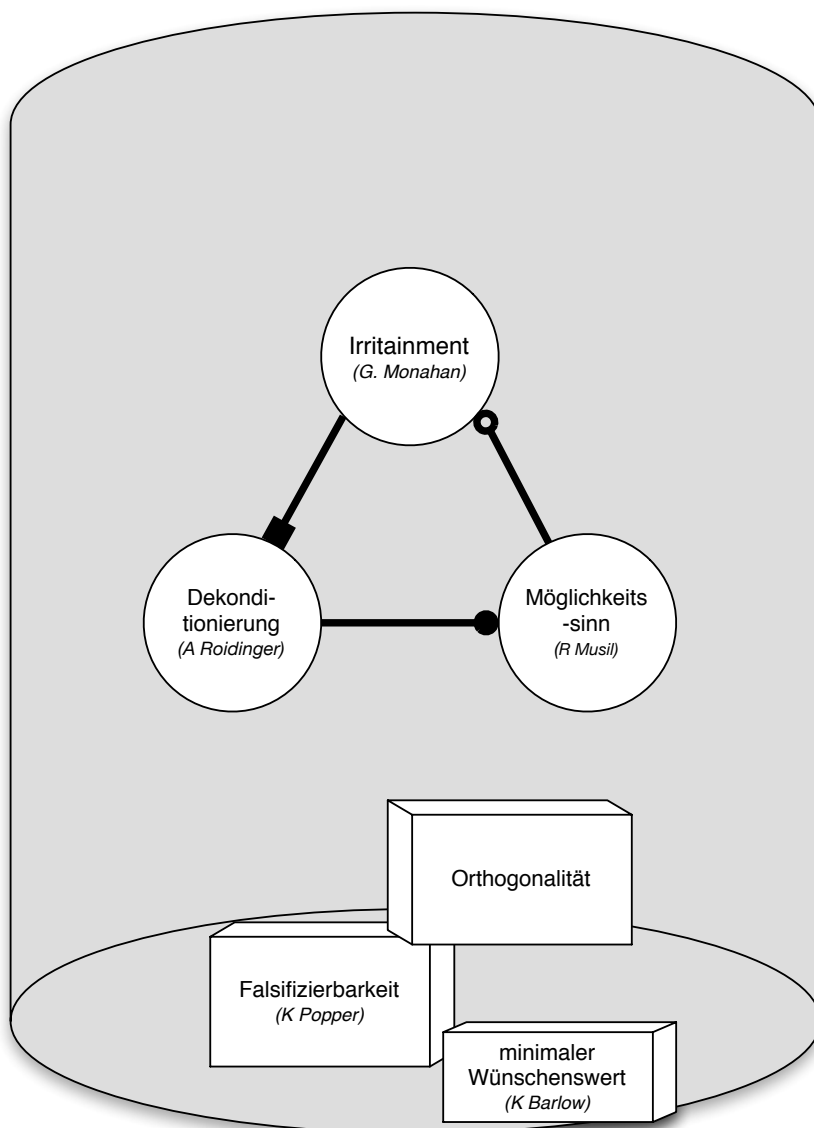 Irritainment
(G. Monahan)
Dekondi-
tionierung
(A Roidinger)
Möglichkeits
-sinn
(R Musil)
Orthogonalität
Falsifizierbarkeit
(K Popper)
minimaler
Wünschenswert
(K Barlow)